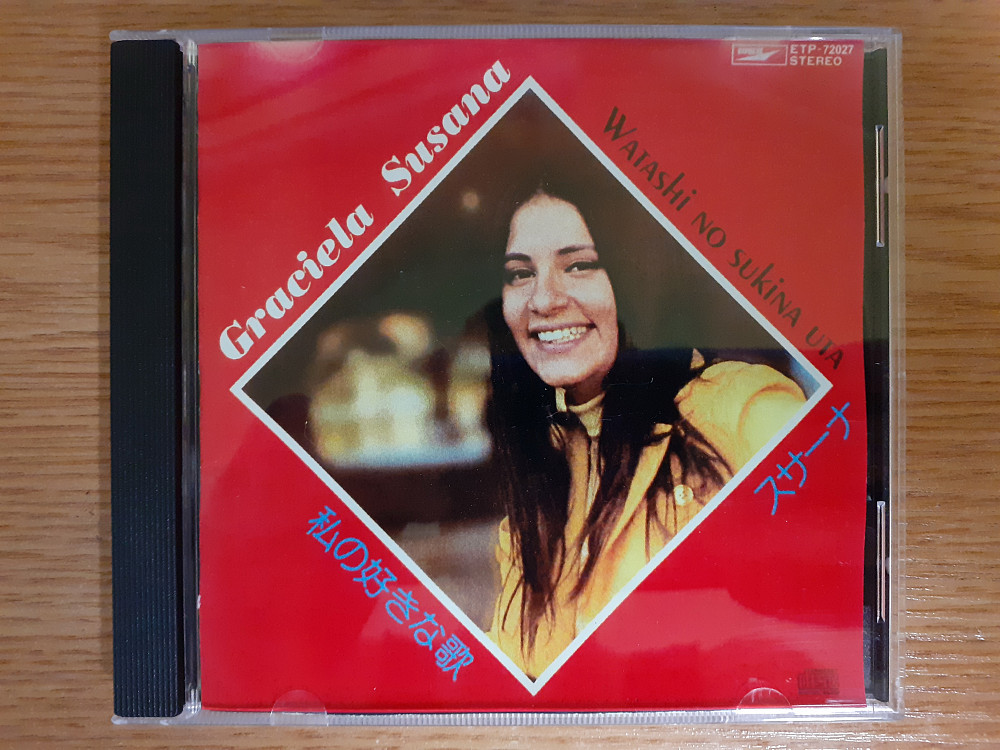 ETP-72027
STEREO
Graciela Susana
WATASHI NO SUKINA UTA
スサーナ
私の好きな歌